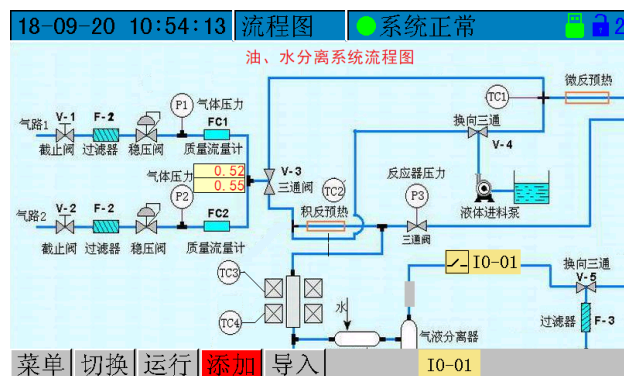 18-09-20 10:54:13 流程图 系统正常 2
油、水分离系统流程图
TC1 微反预热
P1 气体压力
气路1 V-1 F-2 FC1 换向三通
截止阀 过滤器 稳压阀 质量流量计 V-4
气体压力 0.52 V-3 反应器压力
0.55 三通阀 TC2
P2 P3
气路2 V-2 F-2 FC2 积反预热 液体进料泵
截止阀 过滤器 稳压阀 质量流量计 三通阀
TC3 IO-01 换向三通
V-5
水
TC4 过滤器 F-3
气液分离器
菜单 切换 运行 添加 导入 IO-01